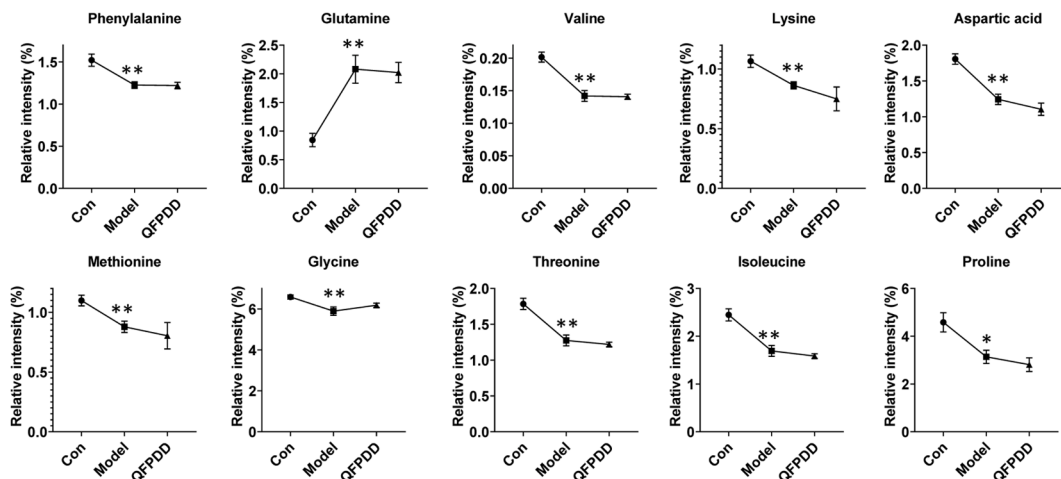 Phenylalanine
Relative intensity (%)
1.5
1.0
0.5
0.0
**
Con
Model
QFPDD
Glutamine
Relative intensity (%)
2.5
2.0
1.5
1.0
0.5
0.0
**
Con
Model
QFPDD
Valine
Relative intensity (%)
0.20
0.15
0.10
0.05
0.00
**
Con
Model
QFPDD
Lysine
Relative intensity (%)
1.0
0.5
0.0
**
Con
Model
QFPDD
Aspartic acid
Relative intensity (%)
2.0
1.5
1.0
0.5
0.0
**
Con
Model
QFPDD
Methionine
Relative intensity (%)
1.0
0.5
0.0
**
Con
Model
QFPDD
Glycine
Relative intensity (%)
6
4
2
0
**
Con
Model
QFPDD
Threonine
Relative intensity (%)
2.0
1.6
1.2
1.0
0.0
**
Con
Model
QFPDD
Isoleucine
Relative intensity (%)
3
2
1
0
**
Con
Model
QFPDD
Proline
Relative intensity (%)
6
4
2
0
*
Con
Model
QFPDD